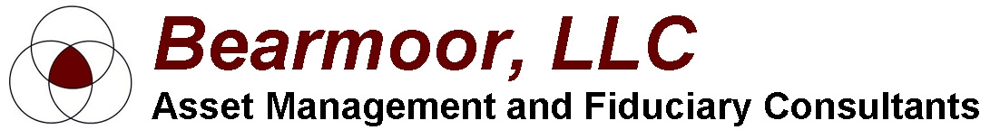 Bearmoor, LLC
Asset Management and Fiduciary Consultants